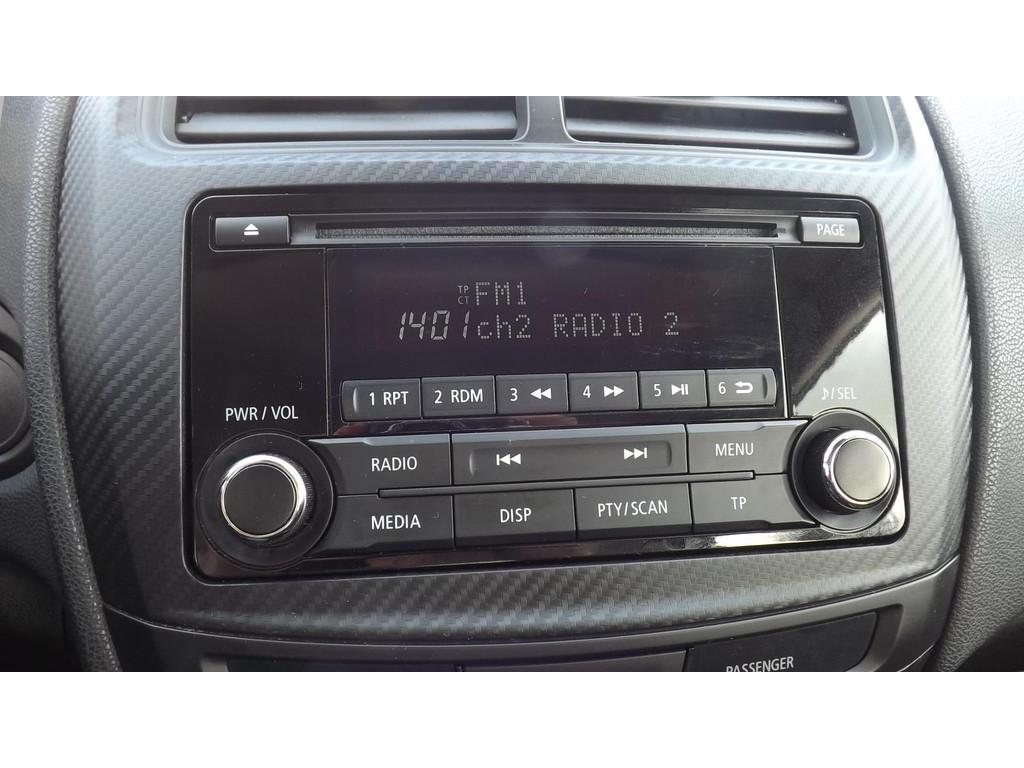 PAGE
TP
CT
FM1
1401ch2 RADIO 2
1 RPT 2 RDM 3 4 5 6
PWR / VOL
/SEL
RADIO
MENU
MEDIA
DISP
PTY/SCAN
TP
PASSENGER